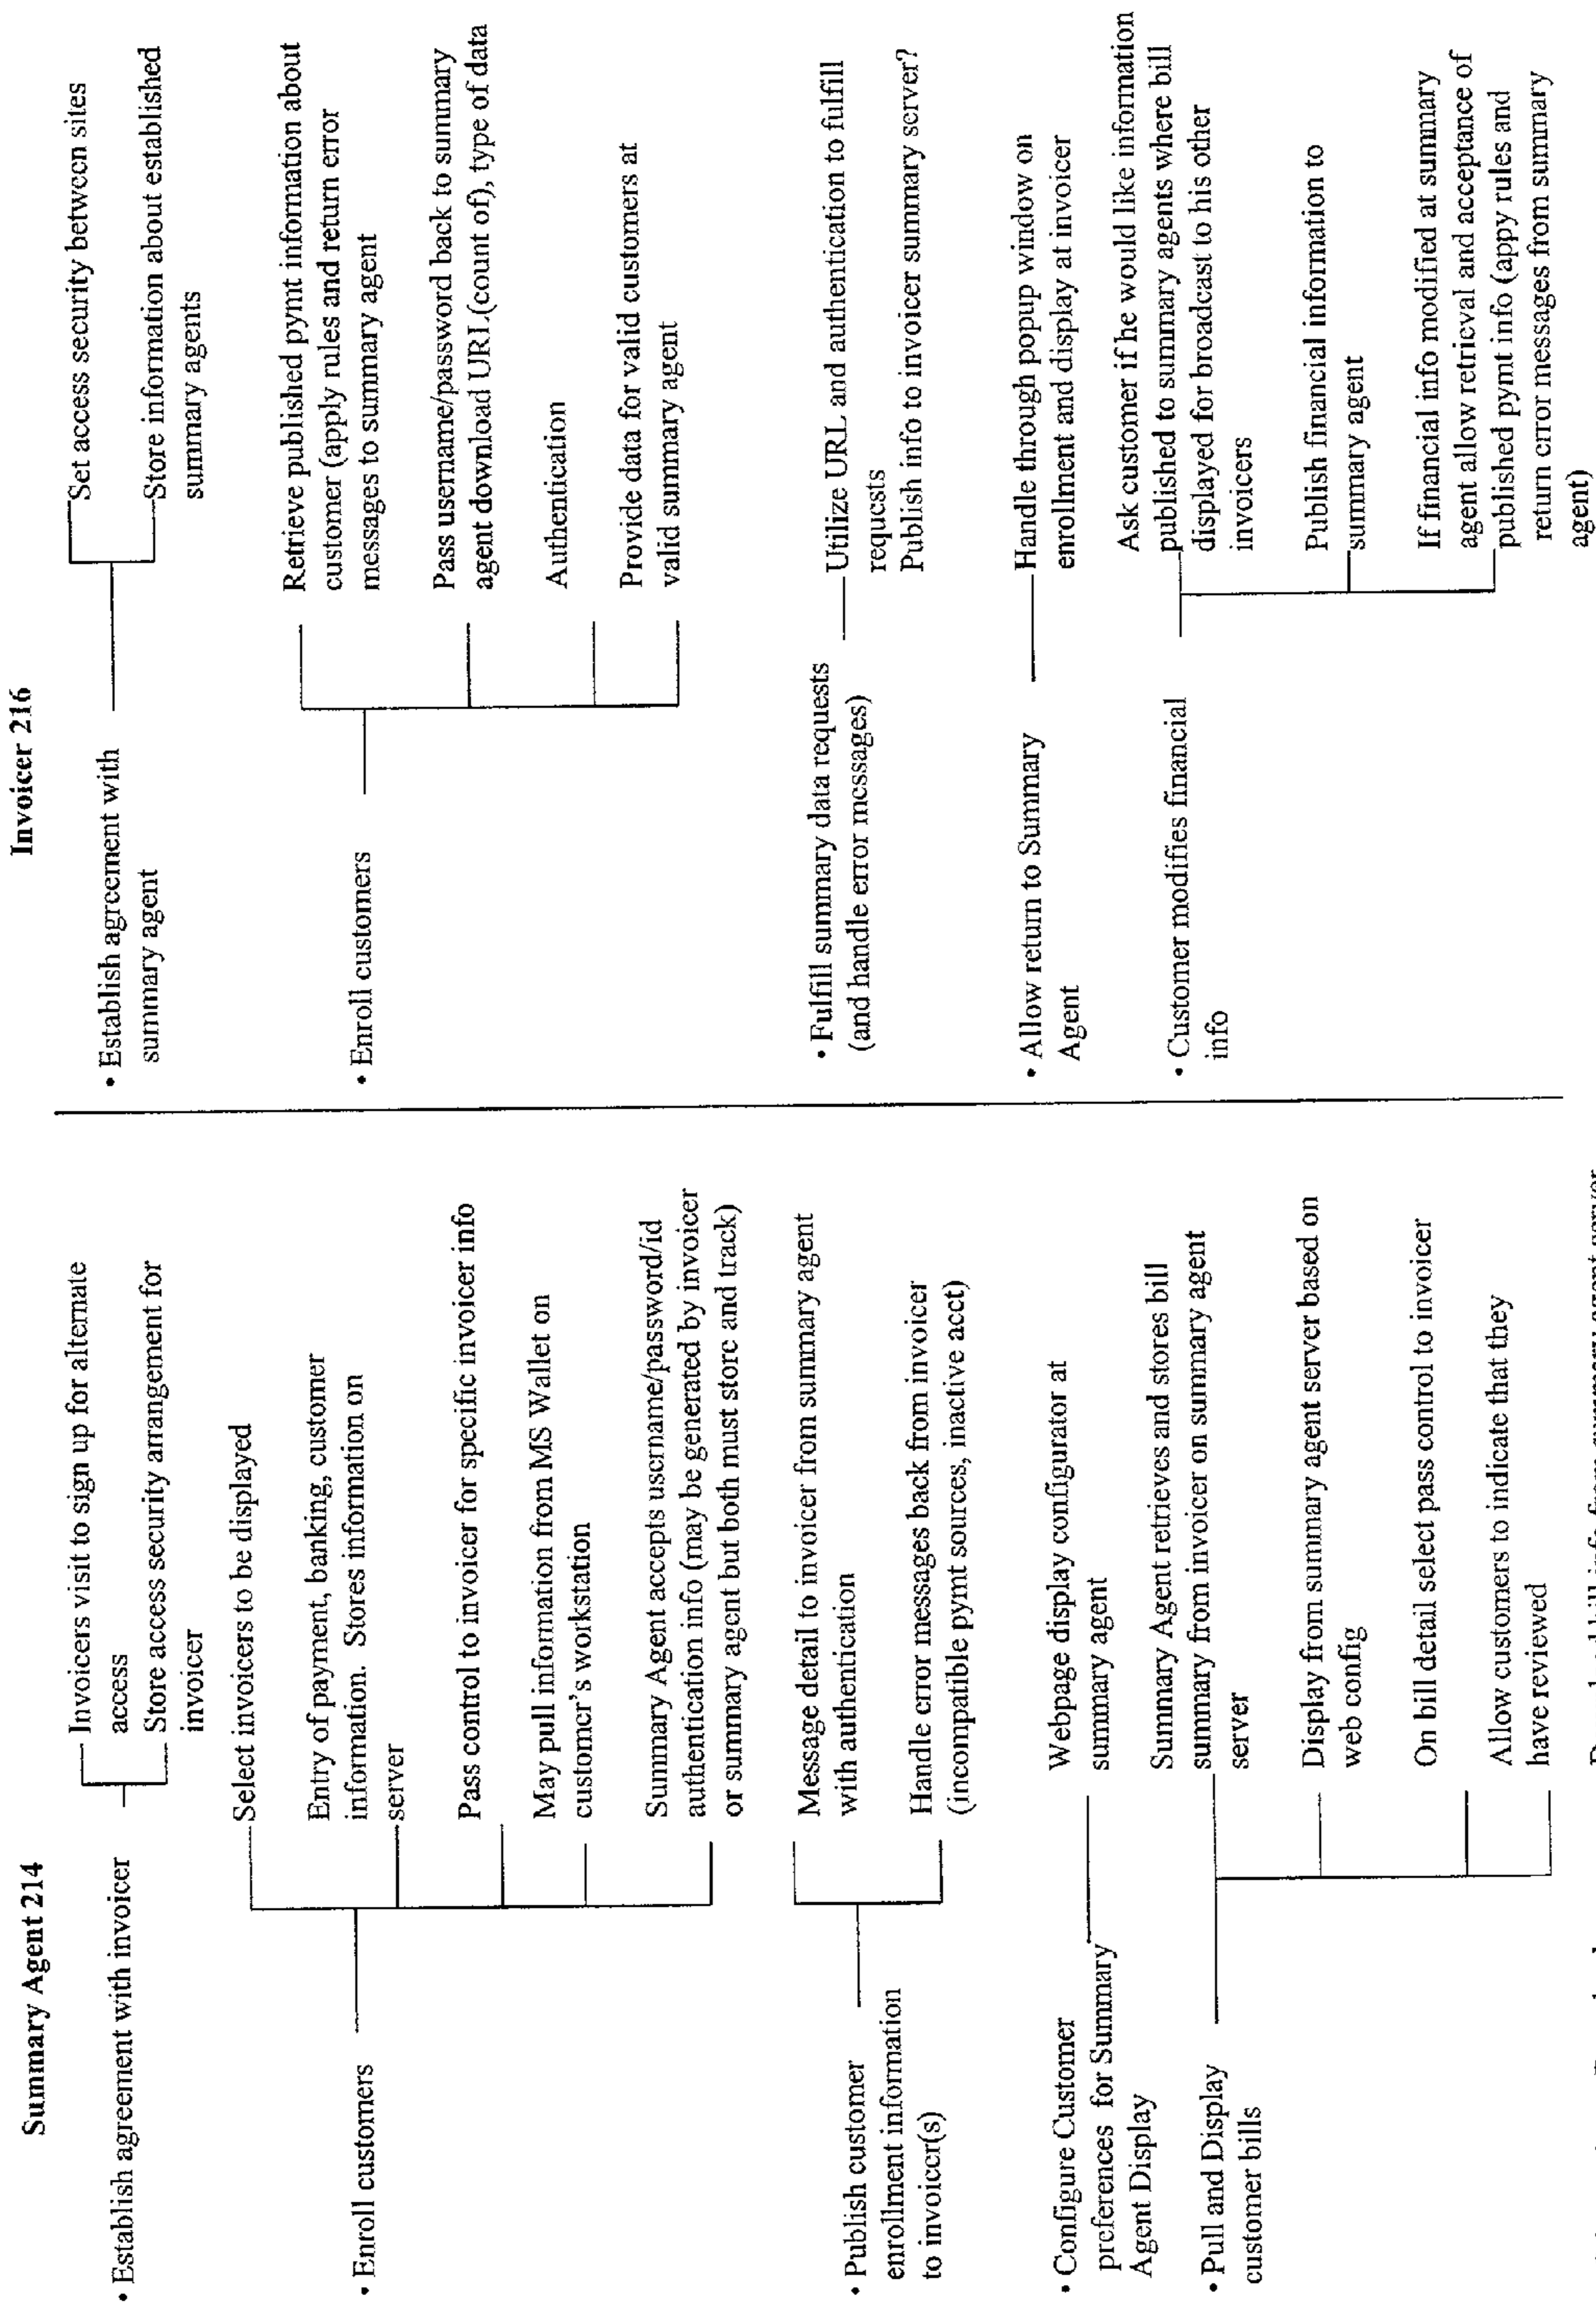 Summary Agent 214
• Establish agreement with invoicer
Invoicers visit to sign up for alternate
access
Store access security arrangement for
invoicer
• Enroll customers
Select invoicers to be displayed
Entry of payment, banking, customer
information. Stores information on
server
Pass control to invoicer for specific invoicer info
May pull information from MS Wallet on
customer's workstation
Summary Agent accepts username/password/id
authentication info (may be generated by invoicer
or summary agent but both must store and track)
• Publish customer
enrollment information
to invoicer(s)
Message detail to invoicer from summary agent
with authentication
Handle error messages back from invoicer
(incompatible pymt sources, inactive acct)
• Configure Customer
preferences for Summary
Agent Display
Webpage display configurator at
summary agent
• Pull and Display
customer bills
Summary Agent retrieves and stores bill
summary from invoicer on summary agent
server
Display from summary agent server based on
web config
On bill detail select pass control to invoicer
Allow customers to indicate that they
have reviewed
info from summary agent server
Invoicer 216
• Establish agreement with
summary agent
Set access security between sites
Store information about established
summary agents
• Enroll customers
Retrieve published pymt information about
customer (apply rules and return error
messages to summary agent
Pass username/password back to summary
agent download URL(count of), type of data
Authentication
Provide data for valid customers at
valid summary agent
• Fulfill summary data requests
(and handle error messages)
Utilize URL and authentication to fulfill
requests
Publish info to invoicer summary server?
• Allow return to Summary
Agent
Handle through popup window on
enrollment and display at invoicer
• Customer modifies financial
info
Ask customer if he would like information
published to summary agents where bill
displayed for broadcast to his other
invoicers
Publish financial information to
summary agent
If financial info modified at summary
agent allow retrieval and acceptance of
published pymt info (appy rules and
return error messages from summary
agent)